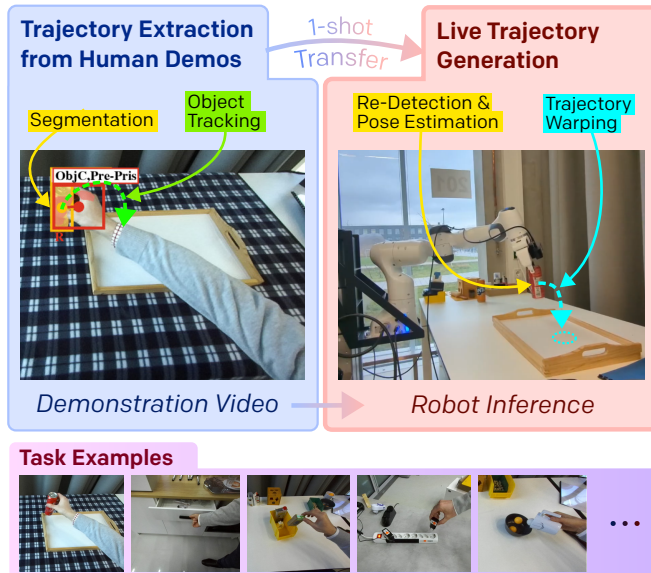 Trajectory Extraction
from Human Demos
1-shot
Transfer
Live Trajectory
Generation
Segmentation
Object
Tracking
Re-Detection &
Pose Estimation
Trajectory
Warping
ObjC,Pre-Pris
R
201
Demonstration Video
Robot Inference
Task Examples
...